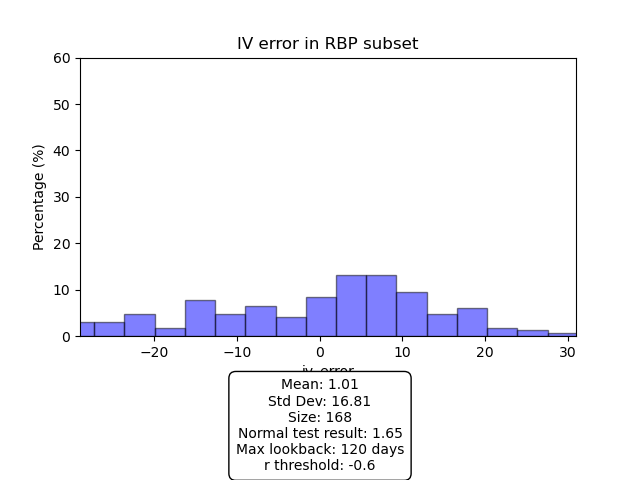 IV error in RBP subset
60
50
40
30
20
10
0
Percentage (%)
−20
−10
0
10
20
30
iv_error
Mean: 1.01
Std Dev: 16.81
Size: 168
Normal test result: 1.65
Max lookback: 120 days
r threshold: -0.6